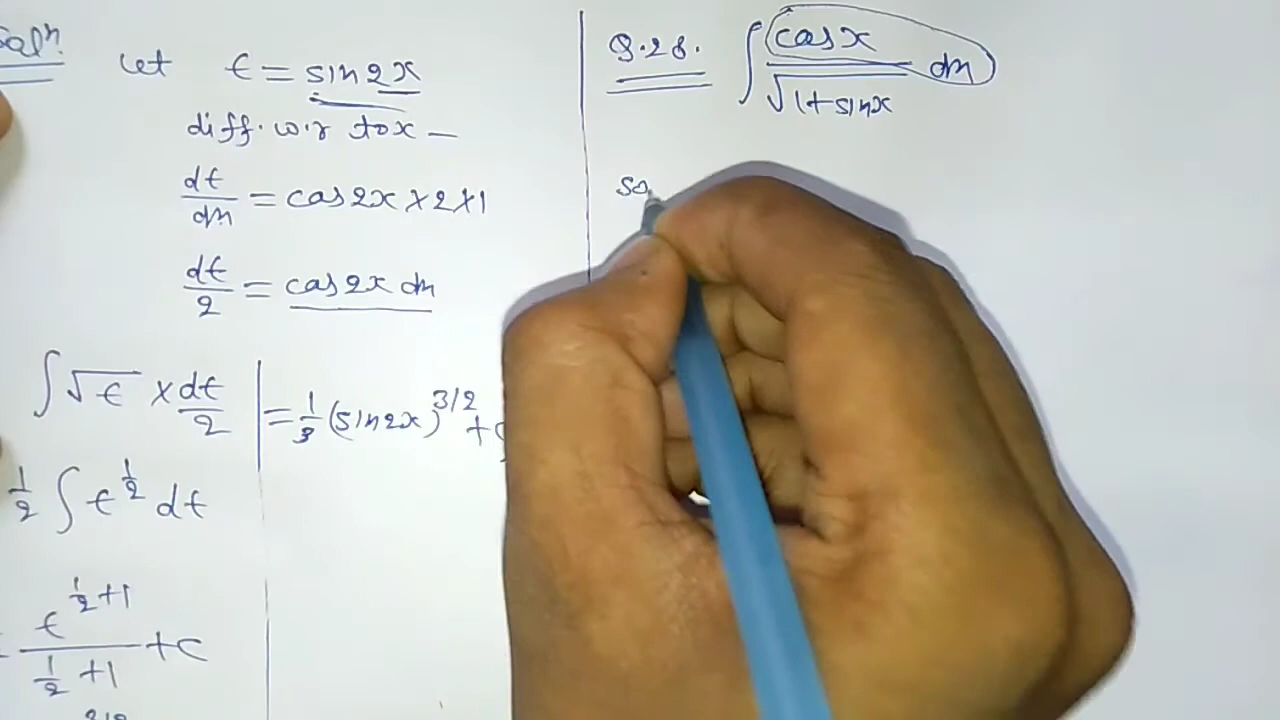 Solⁿ. Let t = sin2x
diff. w.r to x –
dt/dx = cos2x × 2 × 1
dt/2 = cos2x dx
∫√t × dt/2
1/2 ∫ t^{1/2} dt
t^{1/2+1} / (1/2 + 1) + c
= 1/3 (sin2x)^{3/2} +
Q.28. ∫ cosx / √(1+sinx) dx
so